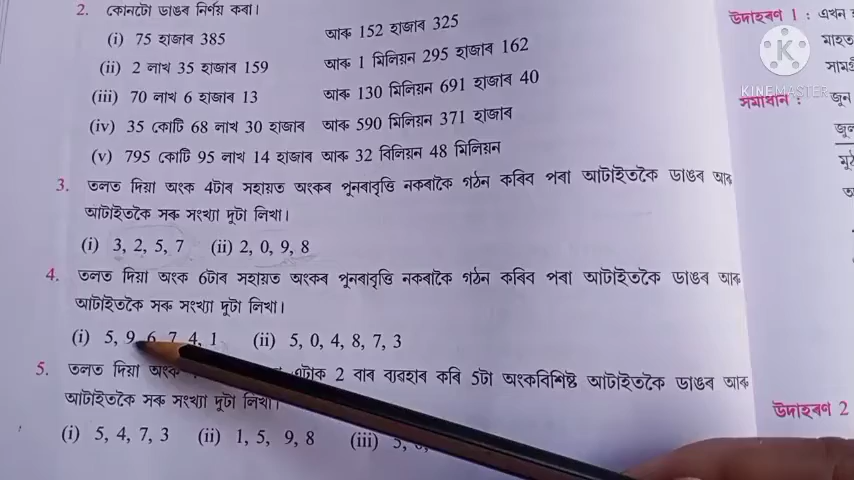 2. কোনটো ডাঙৰ নিৰ্ণয় কৰা।
(i) 75 হাজাৰ 385 আৰু 152 হাজাৰ 325
(ii) 2 লাখ 35 হাজাৰ 159 আৰু 1 মিলিয়ন 295 হাজাৰ 162
(iii) 70 লাখ 6 হাজাৰ 13 আৰু 130 মিলিয়ন 691 হাজাৰ 40
(iv) 35 কোটি 68 লাখ 30 হাজাৰ আৰু 590 মিলিয়ন 371 হাজাৰ
(v) 795 কোটি 95 লাখ 14 হাজাৰ আৰু 32 বিলিয়ন 48 মিলিয়ন
3. তলত দিয়া অংক 4টাৰ সহায়ত অংকৰ পুনৰাবৃত্তি নকৰাকৈ গঠন কৰিব পৰা আটাইতকৈ ডাঙৰ আৰু
আটাইতকৈ সৰু সংখ্যা দুটা লিখা।
(i) 3, 2, 5, 7 (ii) 2, 0, 9, 8
4. তলত দিয়া অংক 6টাৰ সহায়ত অংকৰ পুনৰাবৃত্তি নকৰাকৈ গঠন কৰিব পৰা আটাইতকৈ ডাঙৰ আৰু
আটাইতকৈ সৰু সংখ্যা দুটা লিখা।
(i) 5, 9, 6, 7, 4, 1 (ii) 5, 0, 4, 8, 7, 3
5. তলত দিয়া অংক এটাক 2 বাৰ ব্যৱহাৰ কৰি 5টা অংকবিশিষ্ট আটাইতকৈ ডাঙৰ আৰু
আটাইতকৈ সৰু সংখ্যা দুটা লিখা।
(i) 5, 4, 7, 3 (ii) 1, 5, 9, 8 (iii)
উদাহৰণ 1 : এখন
মাহত
KINEMASTER
সমাধান : জুন
জুল
উদাহৰণ 2